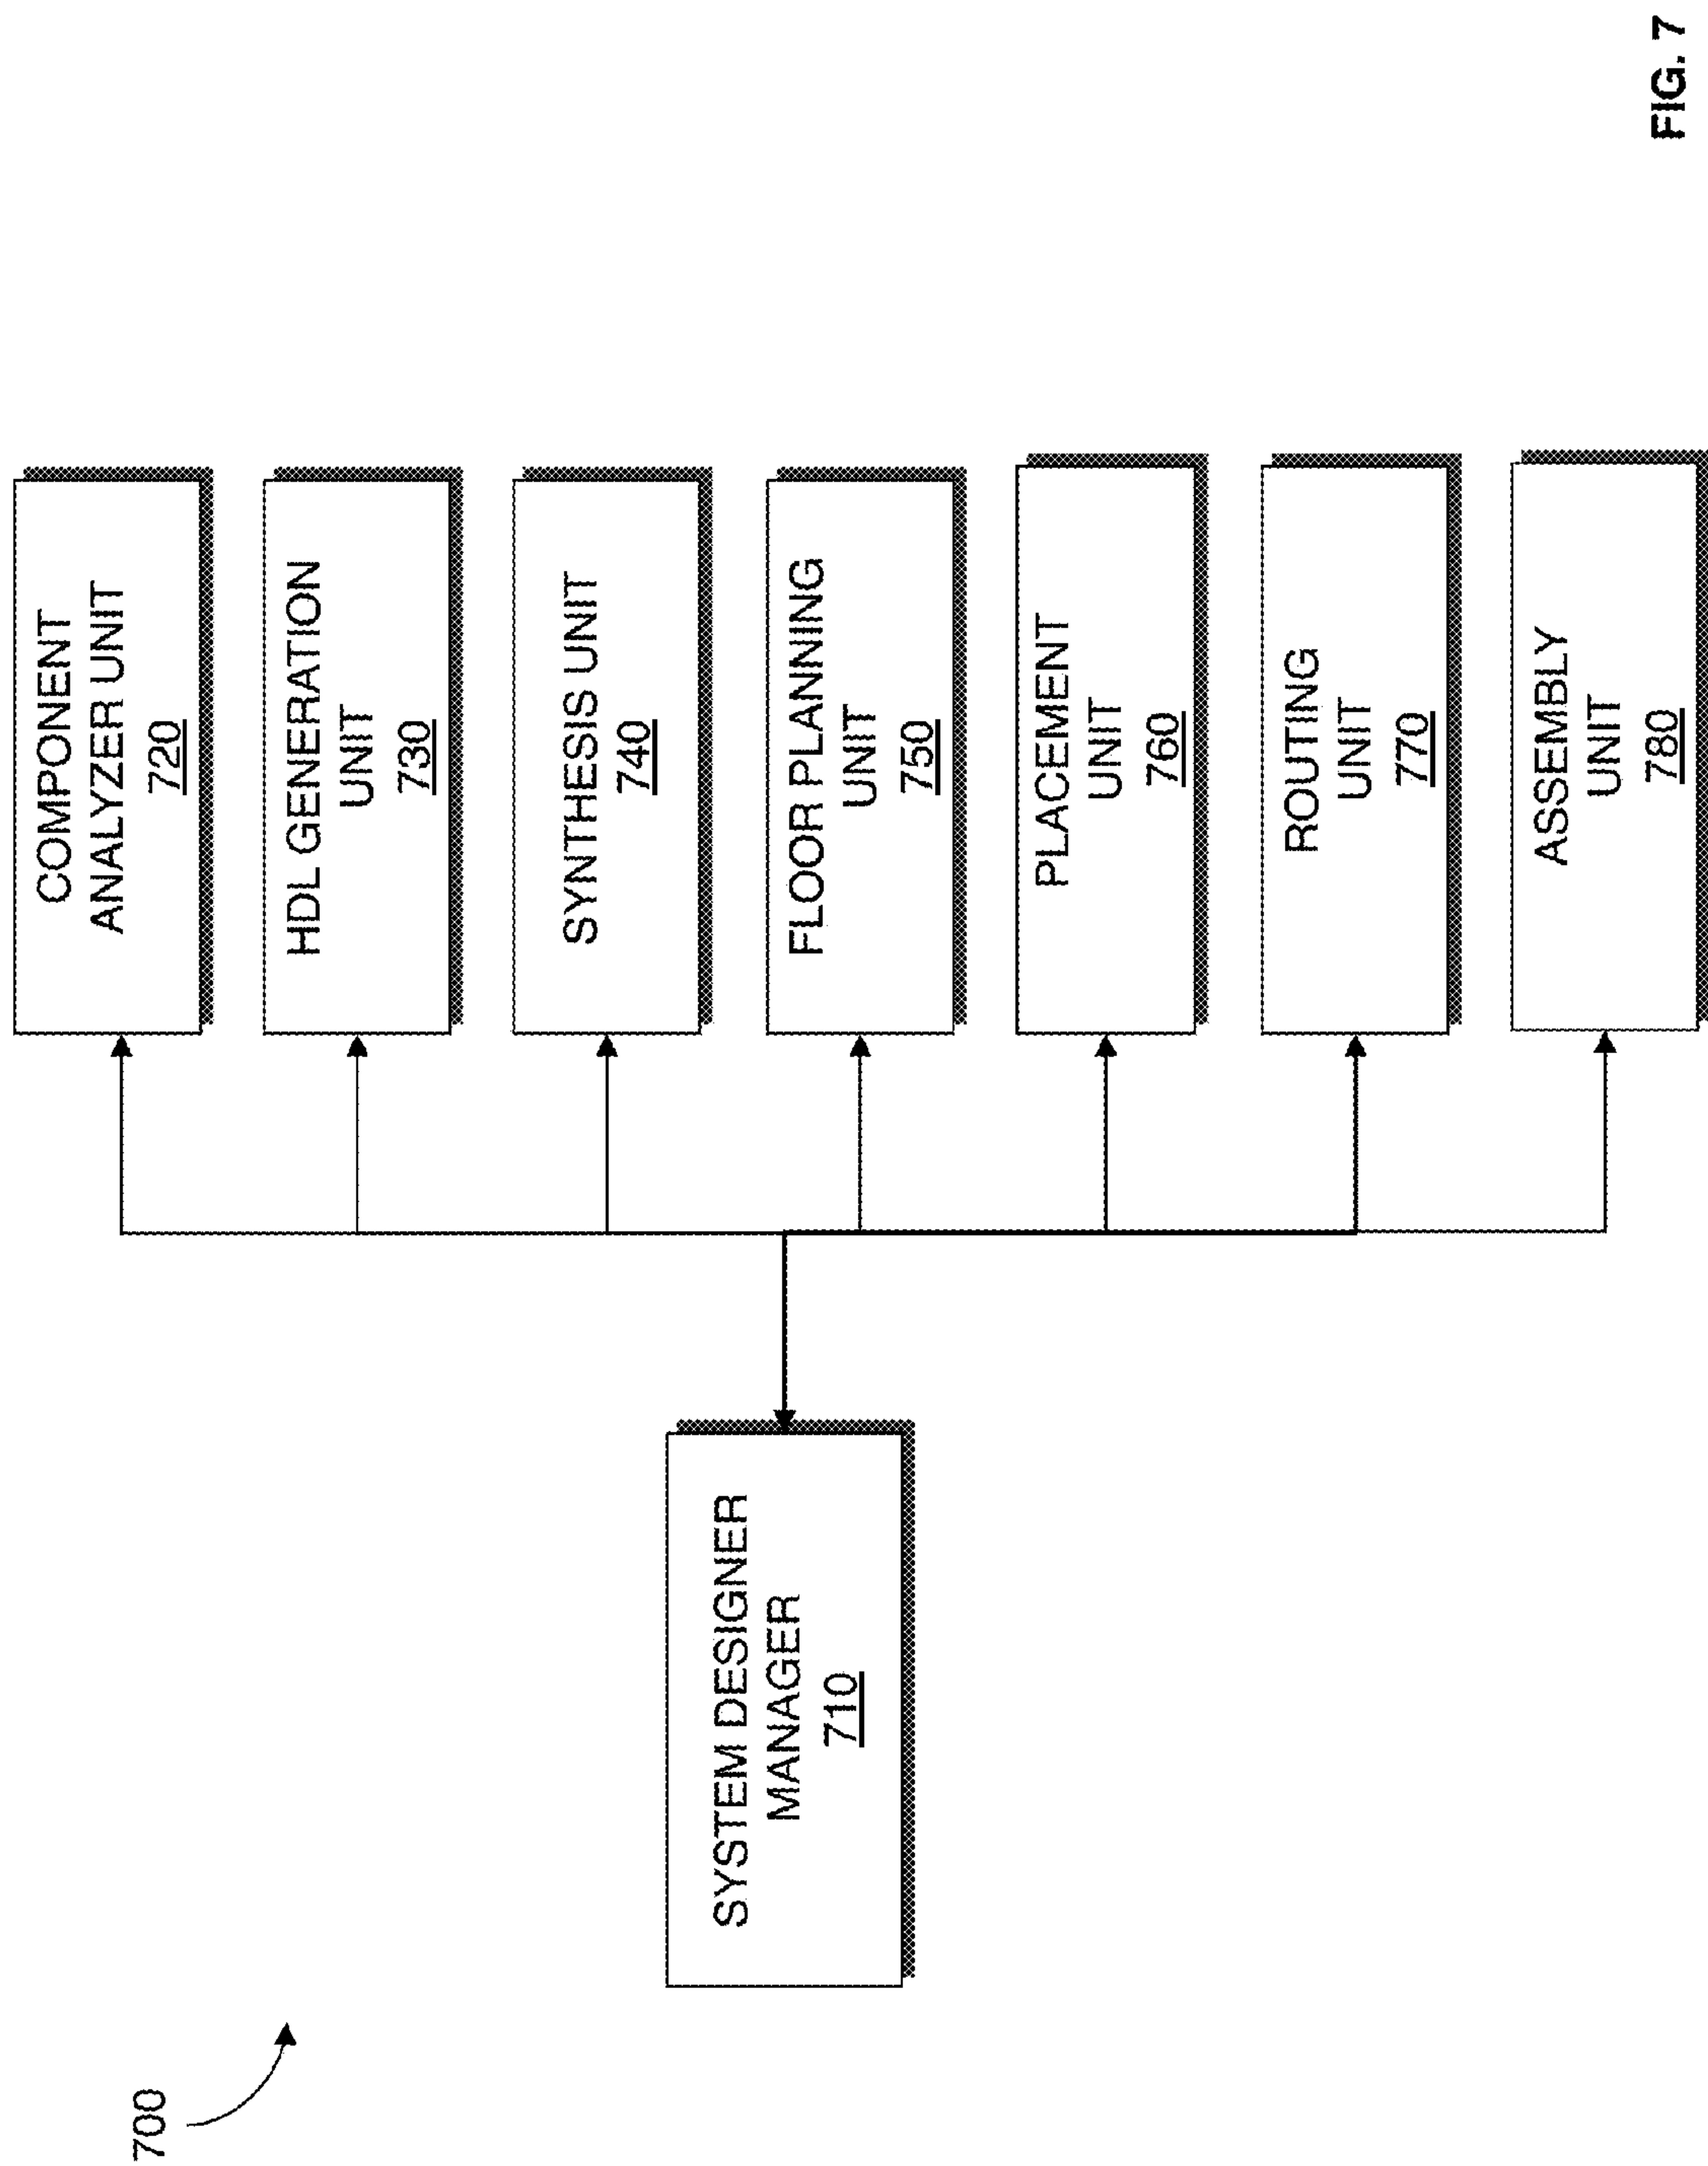 700
SYSTEM DESIGNER
MANAGER
710
COMPONENT
ANALYZER UNIT
720
HDL GENERATION
UNIT
730
SYNTHESIS UNIT
740
FLOOR PLANNING
UNIT
750
PLACEMENT
UNIT
760
ROUTING
UNIT
770
ASSEMBLY
UNIT
780
FIG. 7